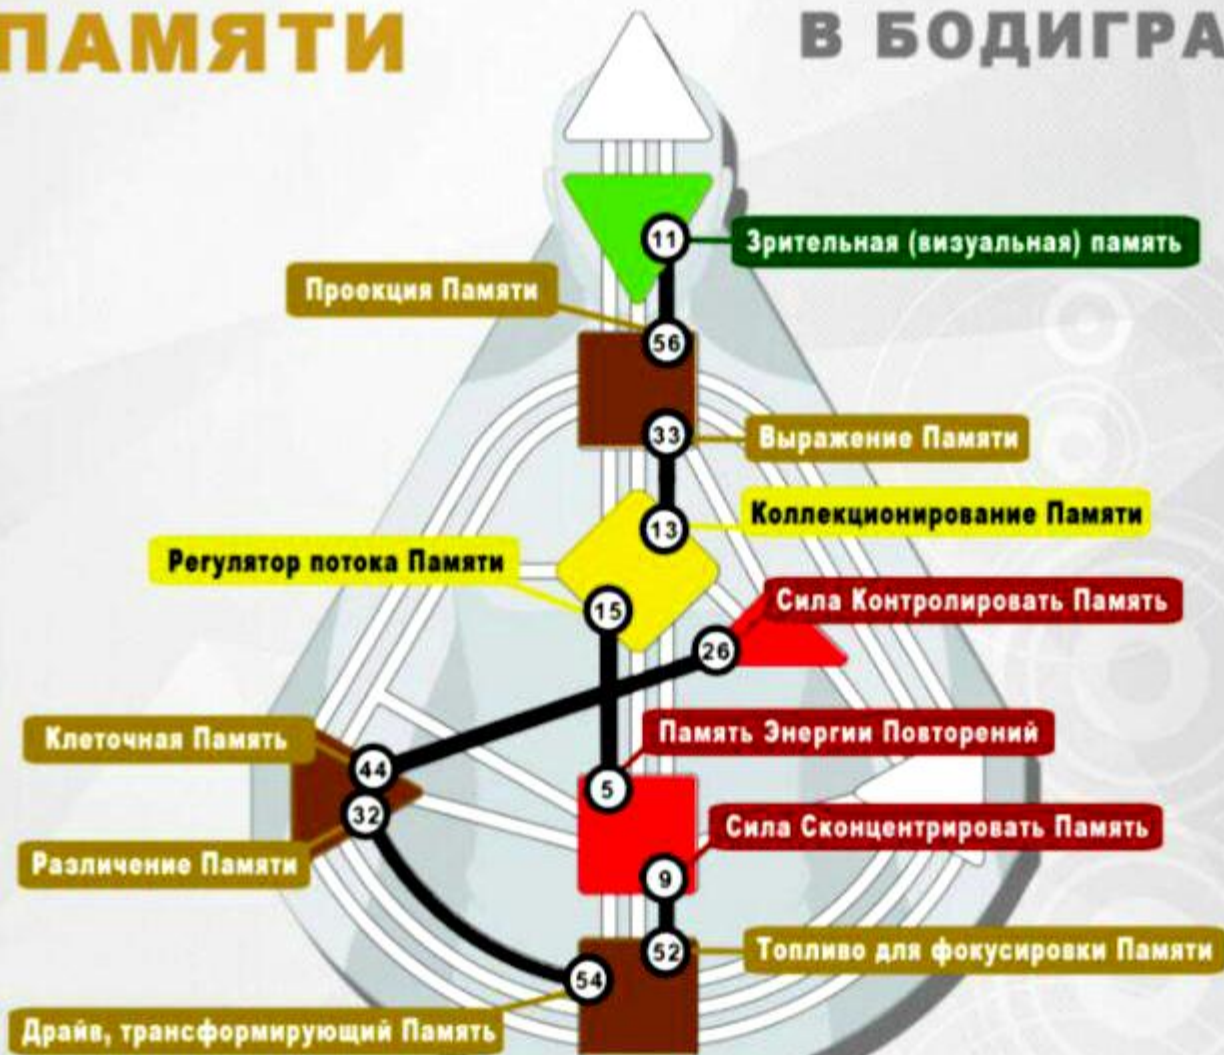 ПАМЯТИ
В БОДИГРА
11
Зрительная (визуальная) память
Проекция Памяти
56
33
Выражение Памяти
13
Коллекционирование Памяти
Регулятор потока Памяти
15
Сила Контролировать Память
26
Клеточная Память
44
Память Энергии Повторений
5
32
Сила Сконцентрировать Память
Различение Памяти
9
52
Топливо для фокусировки Памяти
54
Драйв, трансформирующий Память